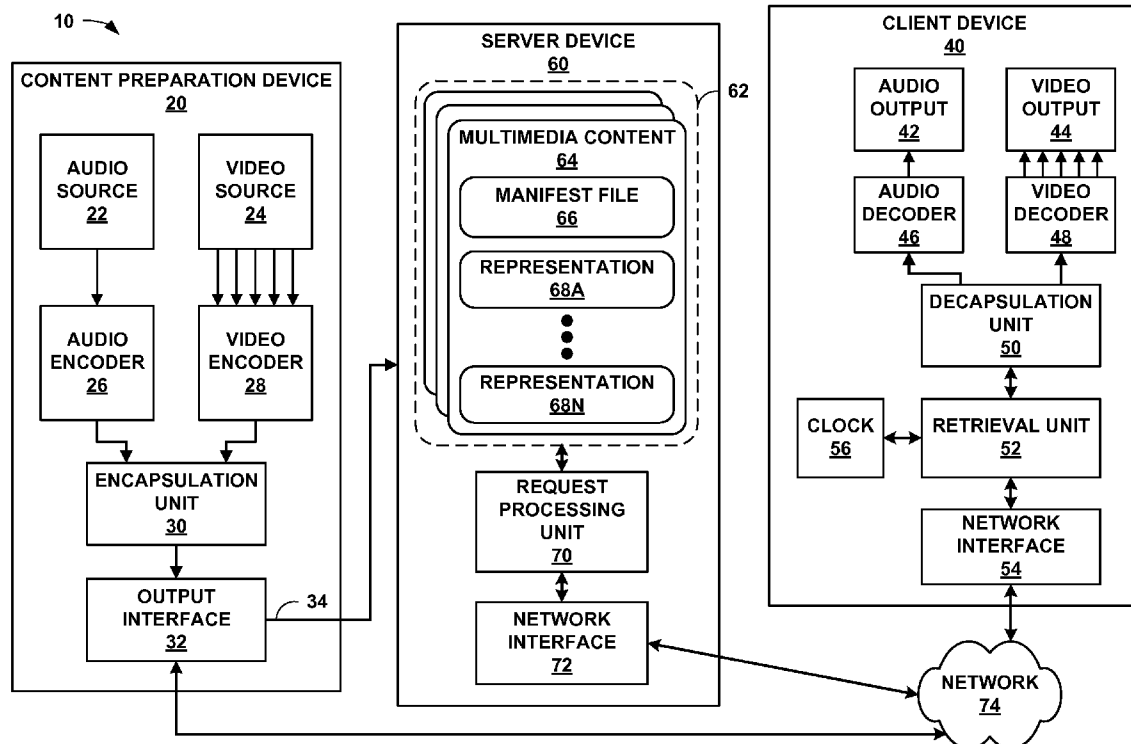 10
CONTENT PREPARATION DEVICE
20
AUDIO
SOURCE
22
VIDEO
SOURCE
24
AUDIO
ENCODER
26
VIDEO
ENCODER
28
ENCAPSULATION
UNIT
30
OUTPUT
INTERFACE
32
34
SERVER DEVICE
60
62
MULTIMEDIA CONTENT
64
MANIFEST FILE
66
REPRESENTATION
68A
REPRESENTATION
68N
REQUEST
PROCESSING
UNIT
70
NETWORK
INTERFACE
72
CLIENT DEVICE
40
AUDIO
OUTPUT
42
VIDEO
OUTPUT
44
AUDIO
DECODER
46
VIDEO
DECODER
48
DECAPSULATION
UNIT
50
CLOCK
56
RETRIEVAL UNIT
52
NETWORK
INTERFACE
54
NETWORK
74